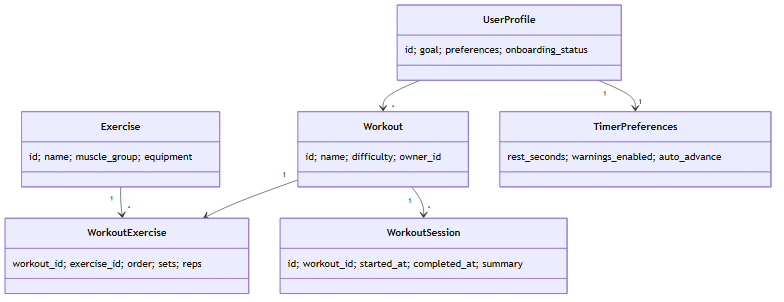 UserProfile
id; goal; preferences; onboarding_status
1
1
*
Exercise
id; name; muscle_group; equipment
Workout
id; name; difficulty; owner_id
TimerPreferences
rest_seconds; warnings_enabled; auto_advance
1
1
1
*
*
WorkoutExercise
workout_id; exercise_id; order; sets; reps
WorkoutSession
id; workout_id; started_at; completed_at; summary